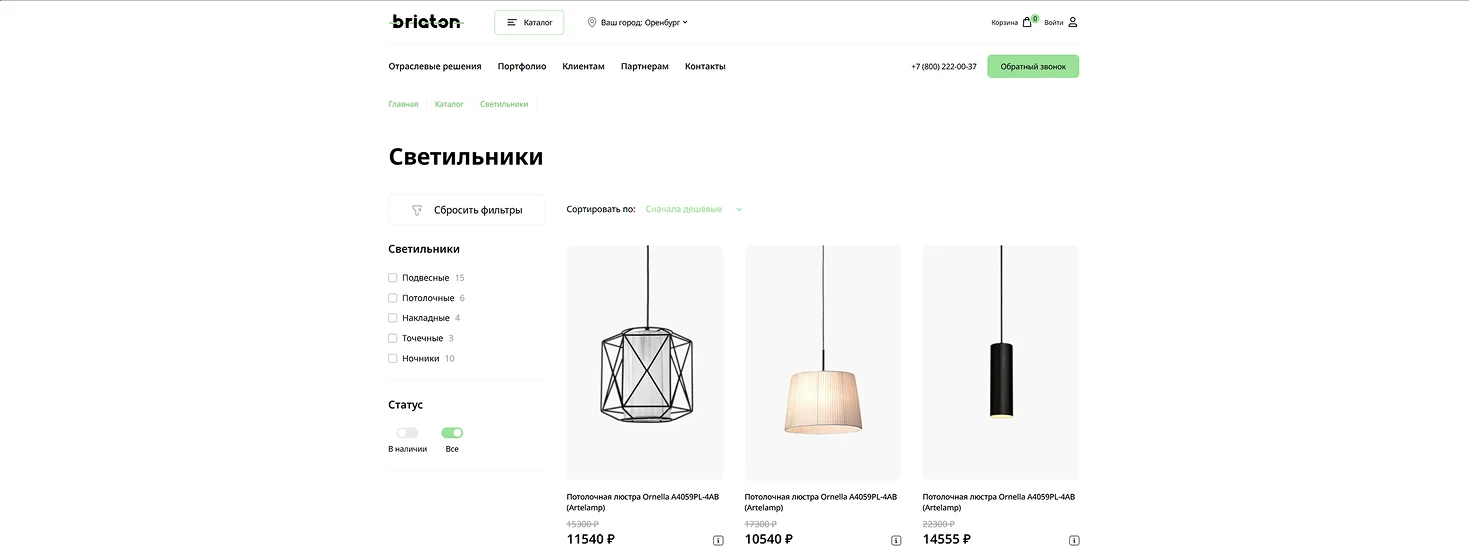 briaton
Каталог
Ваш город: Оренбург
Корзина 0 Войти
Отраслевые решения Портфолио Клиентам Партнерам Контакты
+7 (800) 222-00-37
Обратный звонок
Главная Каталог Светильники
Светильники
Сбросить фильтры
Сортировать по: Сначала дешёвые
Светильники
Подвесные 15
Потолочные 6
Накладные 4
Точечные 3
Ночники 10
Статус
В наличии Все
Потолочная люстра Ornella A4059PL-4AB
(Artelamp)
15300 ₽
11540 ₽
Потолочная люстра Ornella A4059PL-4AB
(Artelamp)
17300 ₽
10540 ₽
Потолочная люстра Ornella A4059PL-4AB
(Artelamp)
22300 ₽
14555 ₽